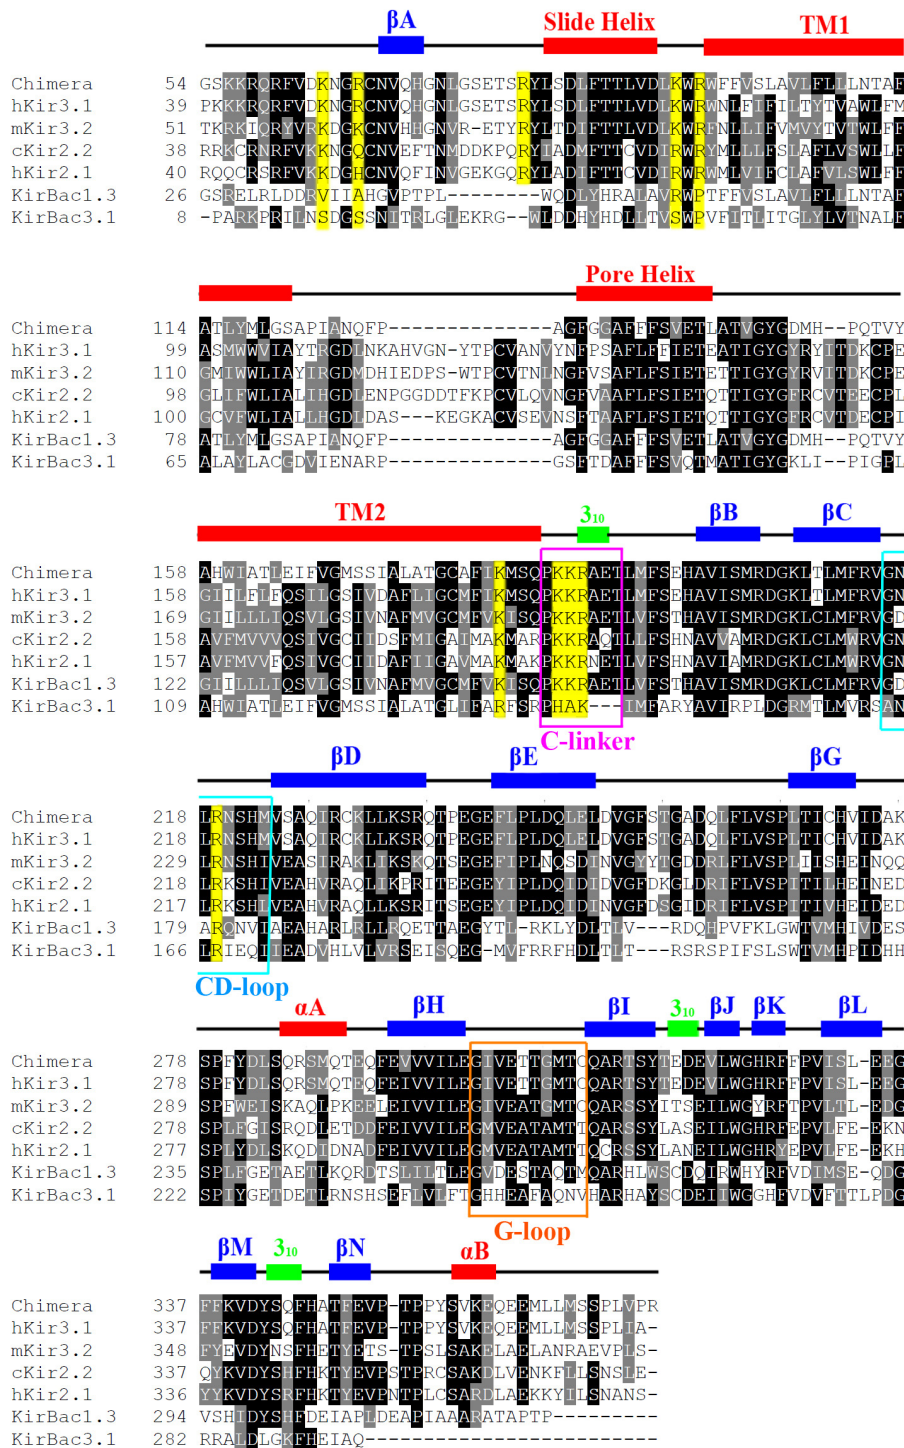 βA Slide Helix TM1
Chimera 54 GSKKRQRFVDKNGRCNVQHGNLGSETSRYLSDLFTTLVDLKWRWFFVSLAVLFLLLNTAF
hKir3.1 39 PKKKRQRFVDKNGRCNVQHGNLGSETSRYLSDLFTTLVDLKWRWNLFIFILTYTVAWLFM
mKir3.2 51 TKRKIQRYVRKDGKCNVHHGNVR-ETYRYLTDIFTTLVDLKWRFNLLIFVMVYTVTWLFF
cKir2.2 38 RRKCRNRFVKKNGQCNVEFTNMDDKPQRYIADMFTTCVDIRWRYMLLLFSLAFLVSWLLF
hKir2.1 40 RQQCRSRFVKKDGHCNVQFINVGEKGQRYLADIFTTCVDIRWRWMLVIFCLAFVLSWLFF
KirBac1.3 26 GSRELRLDDRVIIAHGVPTPL------WQDLYHRALAVRWPTFFVSLAVLFLLLNTAF
KirBac3.1 8 -PARKPRILNSDGSSNITRLGLEKRG--WLDDHYHDLLTVSWPVFITLITGLYLVTNALF
Pore Helix
Chimera 114 ATLYMLGSAPIANQFP--------------AGFGGAFFFSVETLATVGYGDMH--PQTVY
hKir3.1 99 ASMWWVIAYTRGDLNKAHVGN-YTPCVANVYNFPSAFLFFIETEATIGYGYRYITDKCPE
mKir3.2 110 GMIWWLIAYIRGDMDHIEDPS-WTPCVTNLNGFVSAFLFSIETETTIGYGYRVITDKCPE
cKir2.2 98 GLIFWLIALIHGDLENPGGDDTFKPCVLQVNGFVAAFLFSIETQTTIGYGFRCVTEECPL
hKir2.1 100 GCVFWLIALLHGDLDAS---KEGKACVSEVNSFTAAFLFSIETQTTIGYGFRCVTDECPI
KirBac1.3 78 ATLYMLGSAPIANQFP--------------AGFGGAFFFSVETLATVGYGDMH--PQTVY
KirBac3.1 65 ALAYLACGDVIENARP--------------GSFTDAFFFSVQTMATIGYGKLI--PIGPL
TM2 3₁₀ βB βC
Chimera 158 AHWIATLEIFVGMSSIALATGCAFIKMSQPKKRAETLMFSEHAVISMRDGKLTLMFRVGN
hKir3.1 158 GIILFLFQSILGSIVDAFLIGCMFIKMSQPKKRAETLMFSEHAVISMRDGKLTLMFRVGN
mKir3.2 169 GIILLLIQSVLGSIVNAFMVGCMFVKISQPKKRAETLVFSTHAVISMRDGKLCLMFRVGD
cKir2.2 158 AVFMVVVQSIVGCIIDSFMIGAIMAKMARPKKRAQTLLFSHNAVVAMRDGKLCLMWRVGN
hKir2.1 157 AVFMVVFQSIVGCIIDAFIIGAVMAKMAKPKKRNETLVFSHNAVIAMRDGKLCLMWRVGN
KirBac1.3 122 GIILLLIQSVLGSIVNAFMVGCMFVKISQPKKRAETLVFSTHAVISMRDGKLCLMFRVGD
KirBac3.1 109 AHWIATLEIFVGMSSIALATGLIFARFSRPHAK---IMFARYAVIRPLDGRMTLMVRSAN
C-linker
βD βE βG
Chimera 218 LRNSHMVSAQIRCKLLKSRQTPEGEFLPLDQLELDVGFSTGADQLFLVSPLTICHVIDAK
hKir3.1 218 LRNSHMVSAQIRCKLLKSRQTPEGEFLPLDQLELDVGFSTGADQLFLVSPLTICHVIDAK
mKir3.2 229 LRNSHIVEASIRAKLIKSKQTSEGEFIPLNQSDINVGYYTGDDRLFLVSPLIISHEINQQ
cKir2.2 218 LRKSHIVEAHVRAQLIKPRITEEGEYIPLDQIDIDVGFDKGLDRIFLVSPITILHEINED
hKir2.1 217 LRKSHLVEAHVRAQLLKSRITSEGEYIPLDQIDINVGFDSGIDRIFLVSPITIVHEIDED
KirBac1.3 179 ARQNVIAEAHARLRLLRQETTAEGYTL-RKLYDLTLV---RDQHPVFKLGWTVMHIVDES
KirBac3.1 166 LRIEQIIEADVHLVLVRSEISQEG-MVFRRFHDLTLT---RSRSPIFSLSWTVMHPIDHH
CD-loop
αA βH βI 3₁₀ βJ βK βL
Chimera 278 SPFYDLSQRSMQTEQFEVVVILEGIVETTGMTCQARTSYTEDEVLWGHRFFPVISL-EEG
hKir3.1 278 SPFYDLSQRSMQTEQFEIVVILEGIVETTGMTCQARTSYTEDEVLWGHRFFPVISL-EEG
mKir3.2 289 SPFWEISKAQLPKEELEIVVILEGIVEATGMTCQARSSYITSEILWGYRFTPVLTL-EDG
cKir2.2 278 SPLFGISRQDLETDDFEIVVILEGMVEATAMTTQARSSYLASEILWGHRFEPVLFE-EKN
hKir2.1 277 SPLYDLSKQDIDNADFEIVVILEGMVEATAMTTQCRSSYLANEILWGHRYEPVLFE-EKH
KirBac1.3 235 SPLFGETAETLKQRDTSLILTLEGVDESTAQTMQARHLWSCDQIRWHYRFVDIMSE-QDG
KirBac3.1 222 SPIYGETDETLRNSHSEFLVLFTGHHEAFAQNVHARHAYSCDEIIWGGHFVDVFTTLPDG
G-loop
βM 3₁₀ βN αB
Chimera 337 FFKVDYSQFHATFEVP-TPPYSVKEQEEMLLMSSPLVPR
hKir3.1 337 FFKVDYSQFHATFEVP-TPPYSVKEQEEMLLMSSPLIA-
mKir3.2 348 FYEVDYNSFHETYETS-TPSLSAKELAELANRAEVPLS-
cKir2.2 337 QYKVDYSHFHKTYEVPSTPRCSAKDLVENKFLLSNSLE-
hKir2.1 336 YYKVDYSRFHKTYEVPNTPLCSARDLAEKKYILSNANS-
KirBac1.3 294 VSHIDYSHFDEIAPLDEAPIAAARATAPTP---------
KirBac3.1 282 RRALDLGKFHEIAQ-------------------------